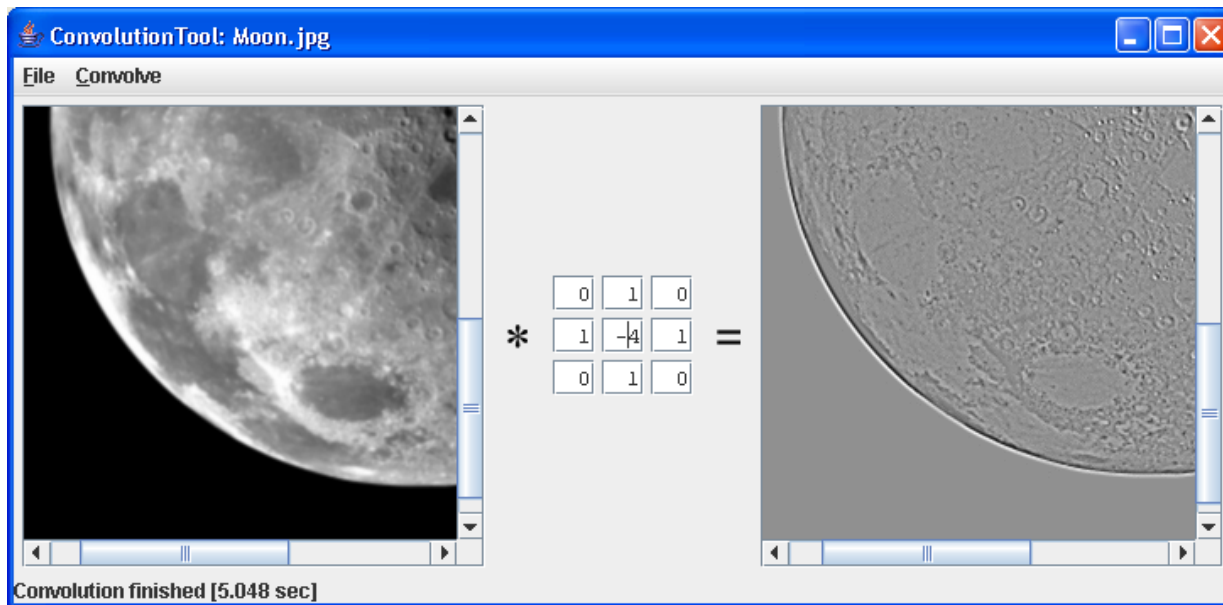 ConvolutionTool: Moon.jpg
File Convolve
0 1 0
* 1 -4 1 =
0 1 0
Convolution finished [5.048 sec]